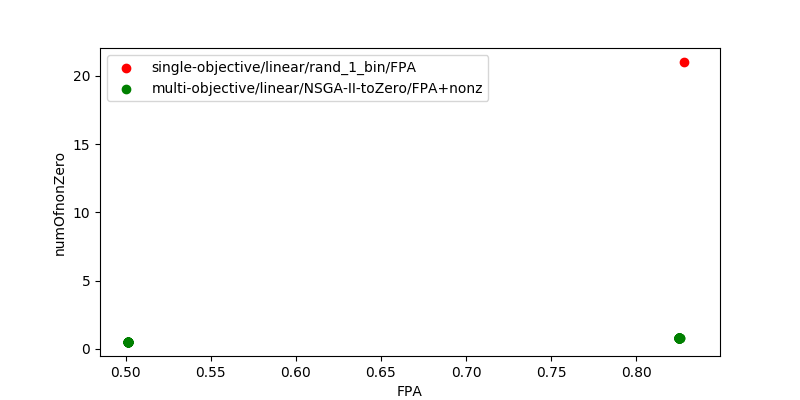 single-objective/linear/rand_1_bin/FPA
multi-objective/linear/NSGA-II-toZero/FPA+nonz
numOfnonZero
20
15
10
5
0
0.50 0.55 0.60 0.65 0.70 0.75 0.80
FPA